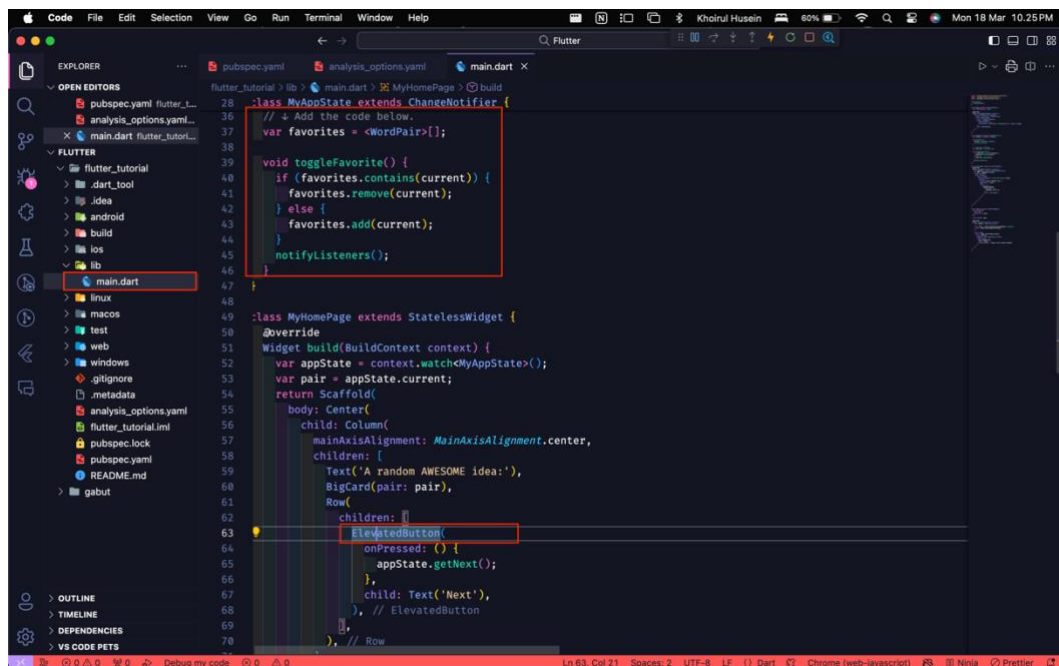 Code File Edit Selection View Go Run Terminal Window Help Khoirul Husein 60% Mon 18 Mar 10.25 PM
Flutter
EXPLORER
OPEN EDITORS
pubspec.yaml flutter_t...
analysis_options.yaml...
main.dart flutter_tutori...
FLUTTER
flutter_tutorial
.dart_tool
.idea
android
build
ios
lib
main.dart
linux
macos
test
web
windows
.gitignore
.metadata
analysis_options.yaml
flutter_tutorial.iml
pubspec.lock
pubspec.yaml
README.md
gabut
OUTLINE
TIMELINE
DEPENDENCIES
VS CODE PETS
pubspec.yaml analysis_options.yaml main.dart
flutter_tutorial > lib > main.dart > MyHomePage > build
28 class MyAppState extends ChangeNotifier {
36 // ↓ Add the code below.
37 var favorites = <WordPair>[];
38
39 void toggleFavorite() {
40 if (favorites.contains(current)) {
41 favorites.remove(current);
42 } else {
43 favorites.add(current);
44 }
45 notifyListeners();
46 }
47 }
48
49 class MyHomePage extends StatelessWidget {
50 @override
51 Widget build(BuildContext context) {
52 var appState = context.watch<MyAppState>();
53 var pair = appState.current;
54 return Scaffold(
55 body: Center(
56 child: Column(
57 mainAxisAlignment: MainAxisAlignment.center,
58 children: [
59 Text('A random AWESOME idea:'),
60 BigCard(pair: pair),
61 Row(
62 children: [
63 ElevatedButton(
64 onPressed: () {
65 appState.getNext();
66 },
67 child: Text('Next'),
68 ), // ElevatedButton
69 ],
70 ), // Row
0 0 0 Debug my code 0 0 Ln 63, Col 21 Spaces: 2 UTF-8 LF {} Dart Chrome (web-javascript) Ninja Prettier